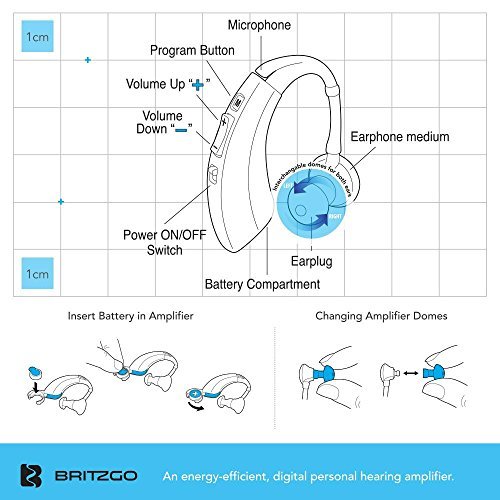 1cm
Microphone
Program Button
Volume Up “+”
Volume
Down “−”
Earphone medium
Interchangable domes for both ears
LEFT
RIGHT
Power ON/OFF
Switch
Earplug
Battery Compartment
1cm
Insert Battery in Amplifier
Changing Amplifier Domes
BRITZGO
An energy-efficient, digital personal hearing amplifier.